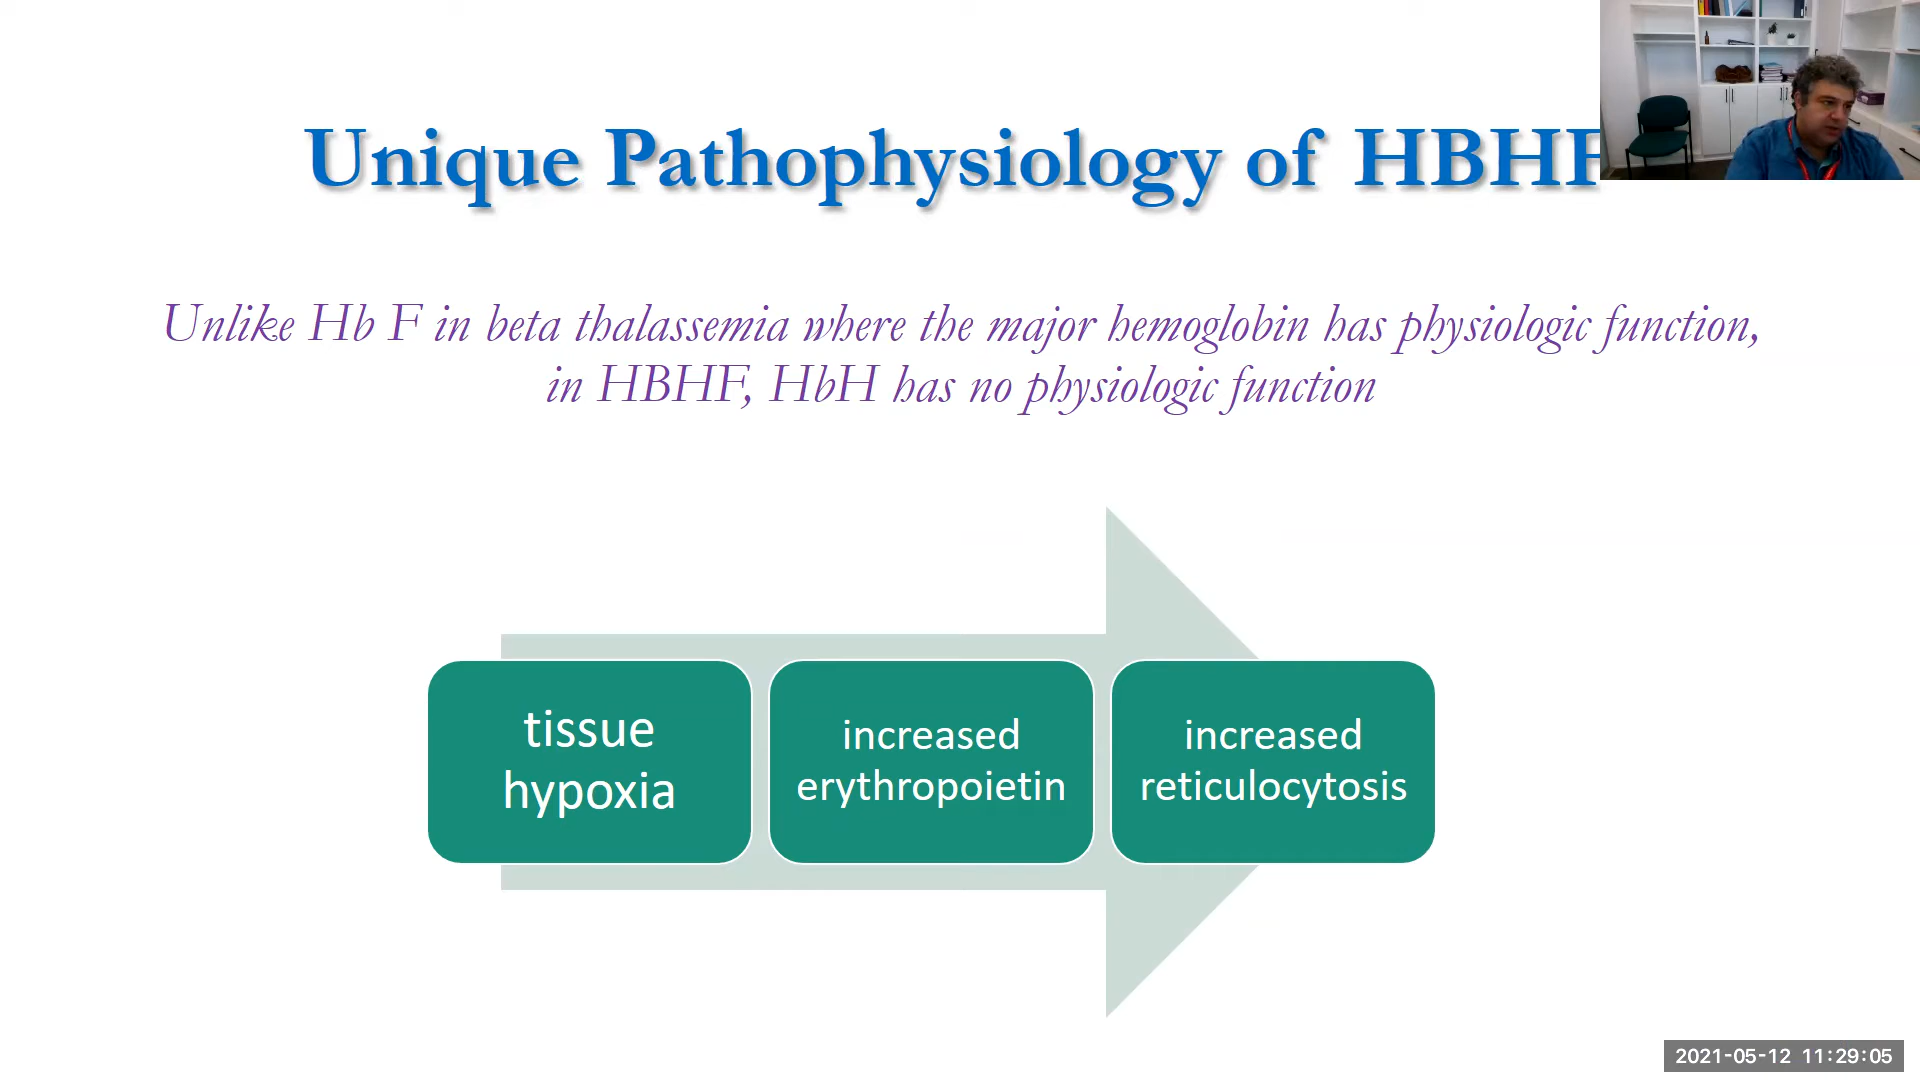 Unique Pathophysiology of HBHF
Unlike Hb F in beta thalassemia where the major hemoglobin has physiologic function,
in HBHF, HbH has no physiologic function
tissue
hypoxia
increased
erythropoietin
increased
reticulocytosis
2021-05-12 11:29:05